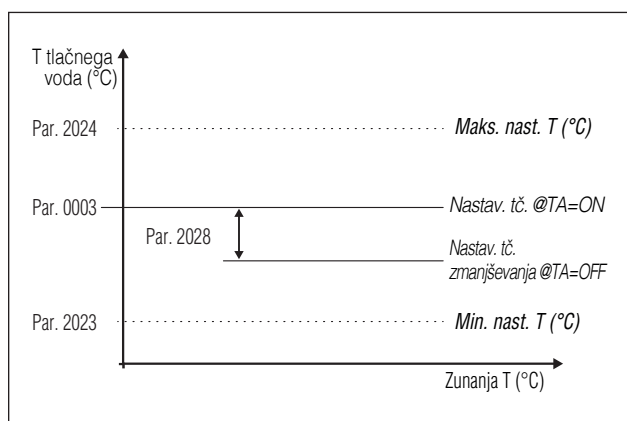 T tlačnega
voda (°C)
Par. 2024
Maks. nast. T (°C)
Par. 0003
Nastav. tč. @TA=ON
Par. 2028
Nastav. tč.
zmanjševanja @TA=OFF
Par. 2023
Min. nast. T (°C)
Zunanja T (°C)